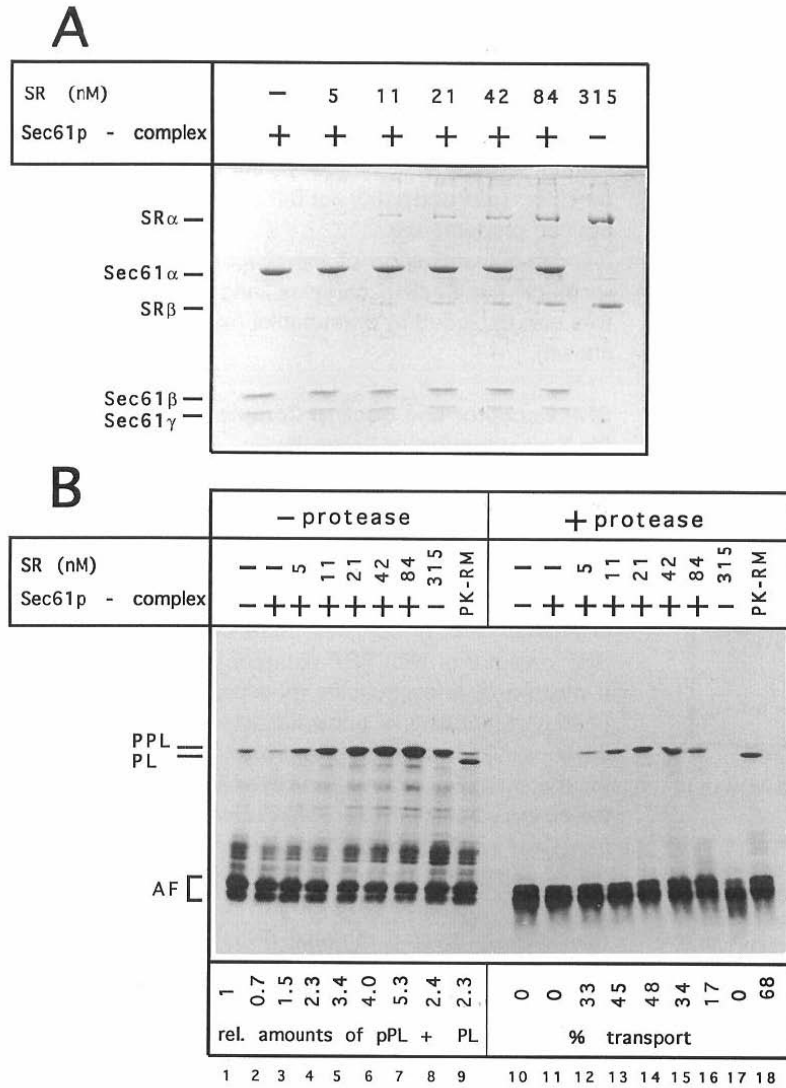 A
SR (nM) – 5 11 21 42 84 315
Sec61p - complex + + + + + + –
SRα
Sec61α
SRβ
Sec61β
Sec61γ
B
– protease + protease
SR (nM) – – 5 11 21 42 84 315 PK-RM – – 5 11 21 42 84 315 PK-RM
Sec61p - complex – + + + + + + – – + + + + + + –
PPL
PL
AF
1 0.7 1.5 2.3 3.4 4.0 5.3 2.4 2.3 0 0 33 45 48 34 17 0 68
rel. amounts of pPL + PL % transport
1 2 3 4 5 6 7 8 9 10 11 12 13 14 15 16 17 18